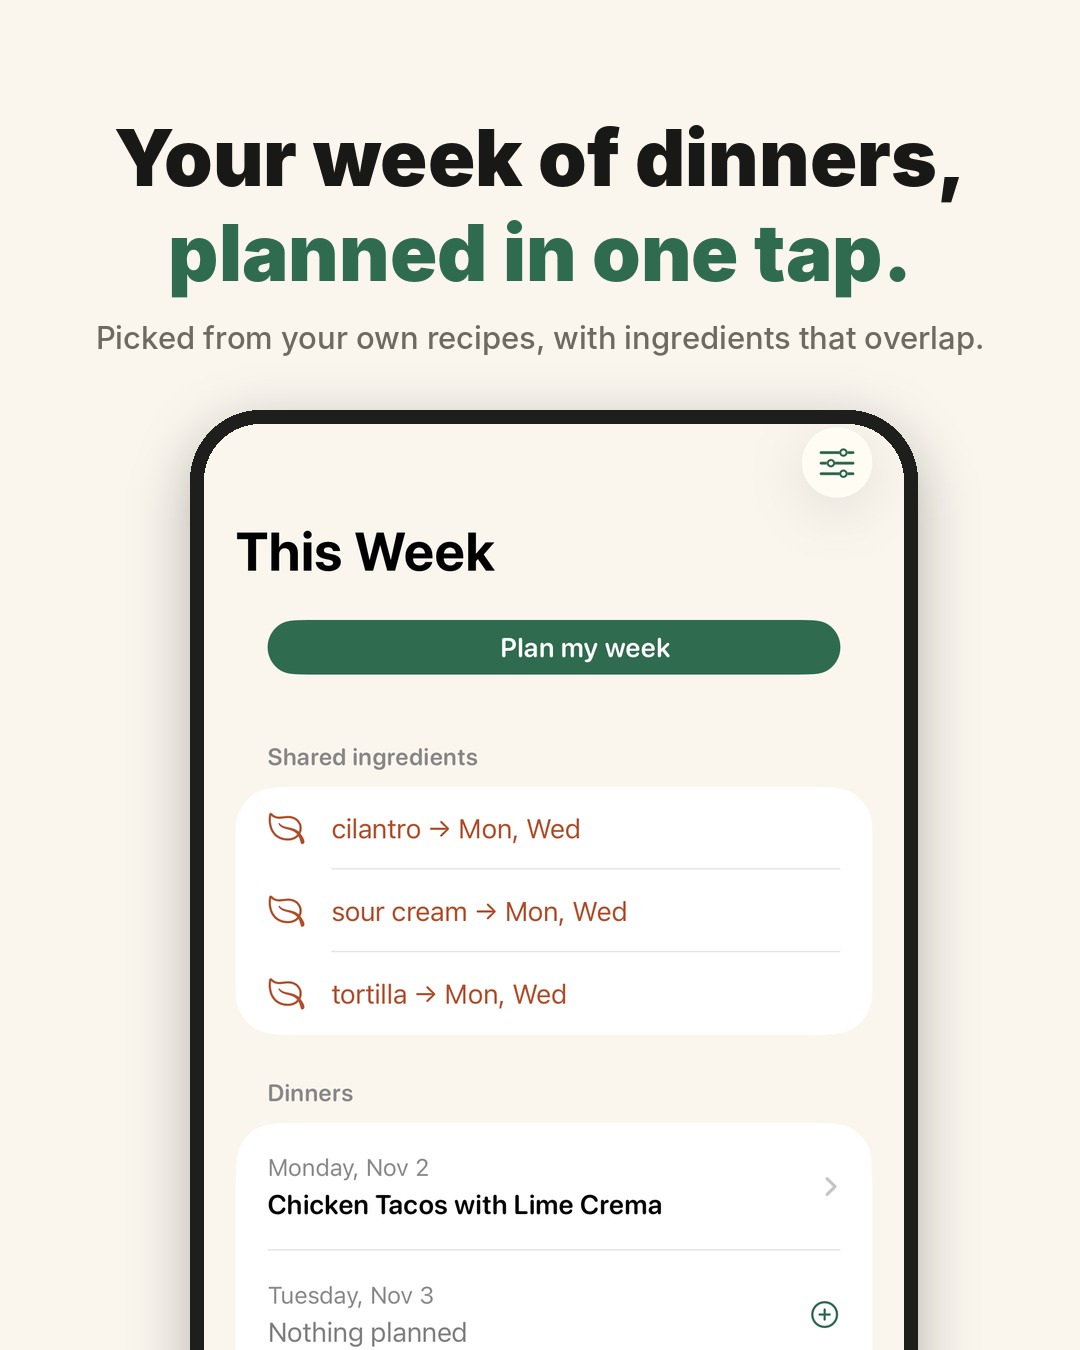 Your week of dinners,
planned in one tap.
Picked from your own recipes, with ingredients that overlap.
This Week
Plan my week
Shared ingredients
cilantro → Mon, Wed
sour cream → Mon, Wed
tortilla → Mon, Wed
Dinners
Monday, Nov 2
Chicken Tacos with Lime Crema
Tuesday, Nov 3
Nothing planned